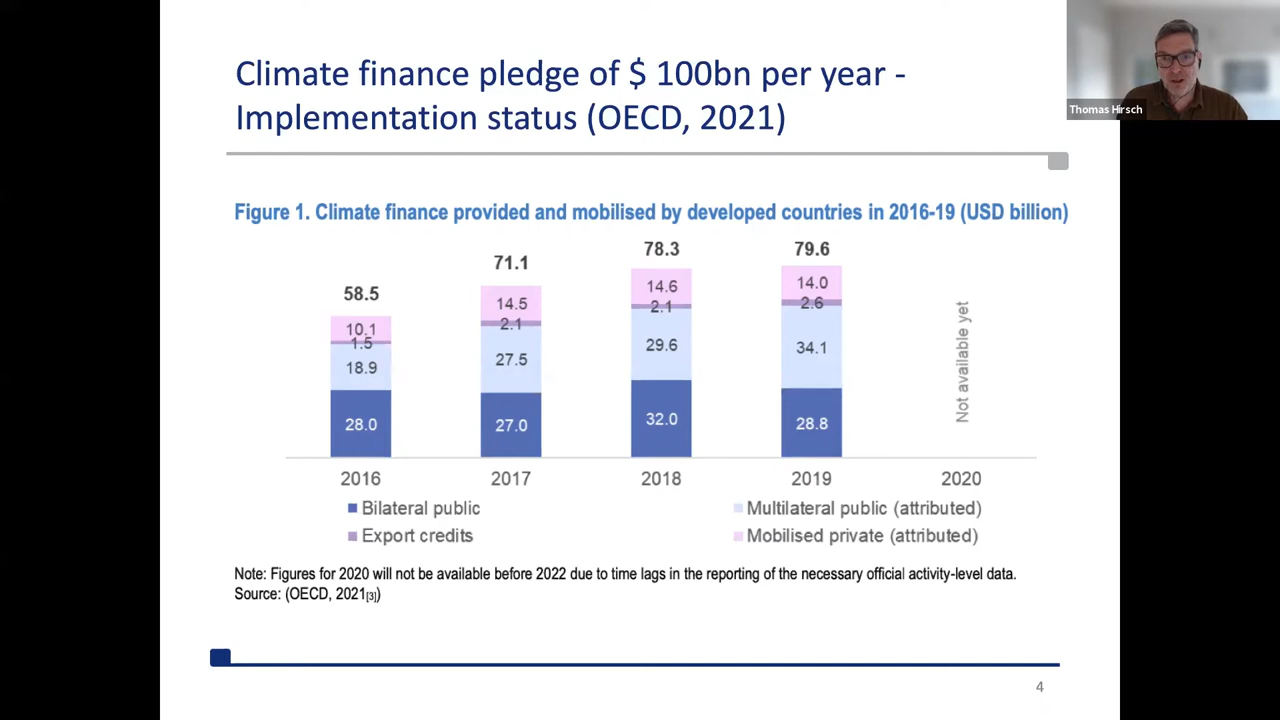 Climate finance pledge of $ 100bn per year -
Implementation status (OECD, 2021)
Thomas Hirsch
Figure 1. Climate finance provided and mobilised by developed countries in 2016-19 (USD billion)
58.5
71.1
78.3
79.6
10.1
14.5
14.6
14.0
1.5
2.1
2.1
2.6
18.9
27.5
29.6
34.1
28.0
27.0
32.0
28.8
Not available yet
2016
2017
2018
2019
2020
Bilateral public
Multilateral public (attributed)
Export credits
Mobilised private (attributed)
Note: Figures for 2020 will not be available before 2022 due to time lags in the reporting of the necessary official activity-level data.
Source: (OECD, 2021[3])
4